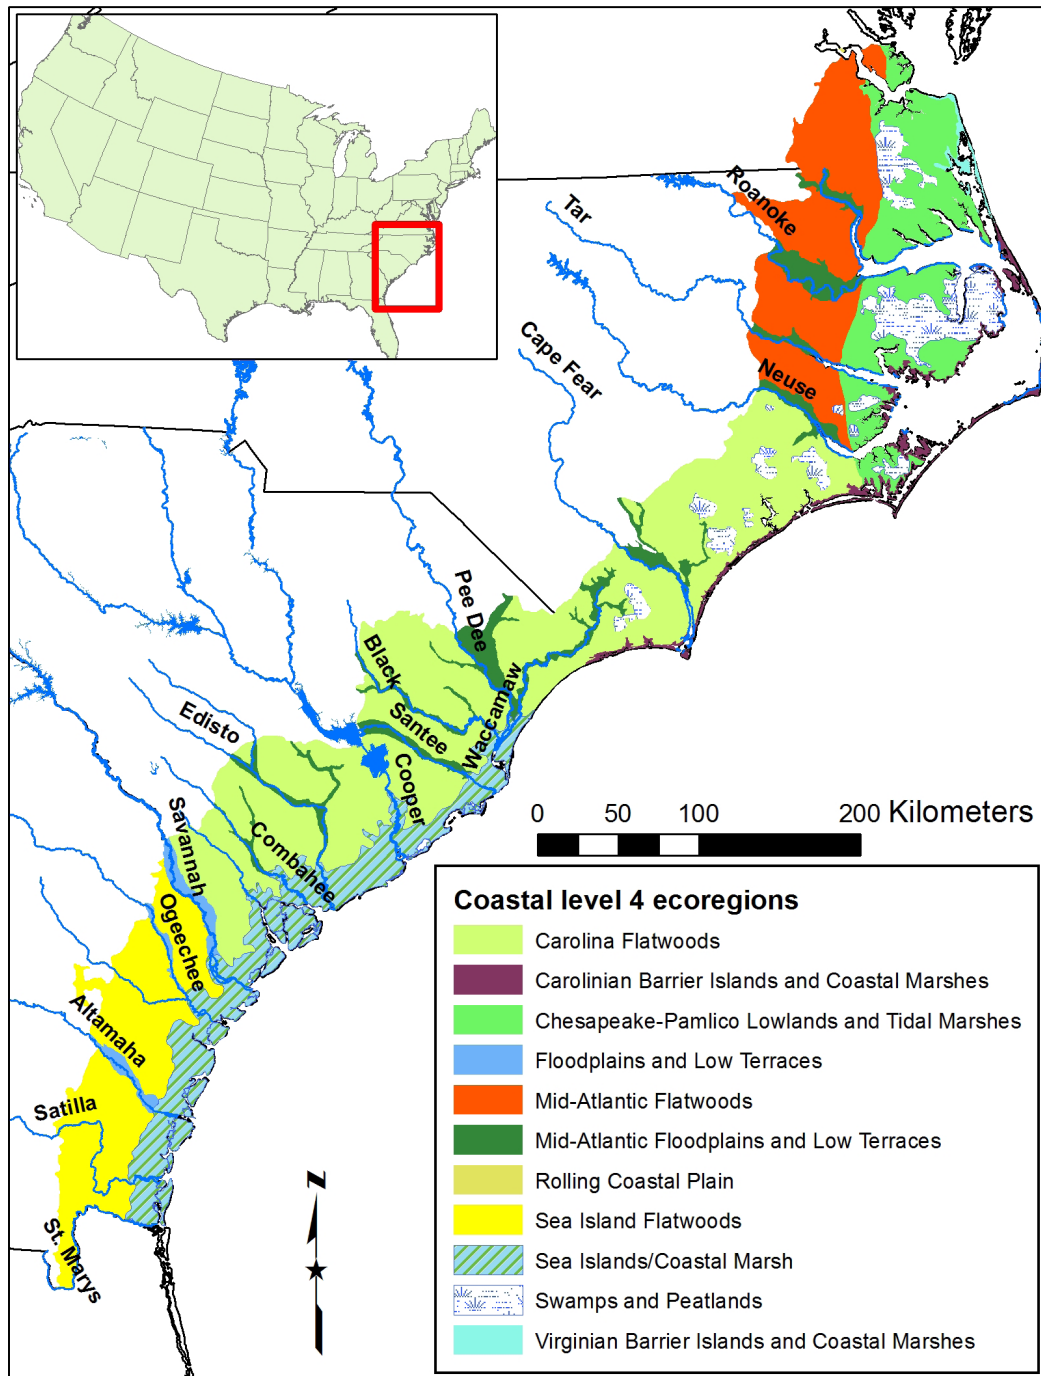 Roanoke
Tar
Cape Fear
Neuse
Pee Dee
Black
Santee
Waccamaw
Edisto
Cooper
Savannah
Combahee
Ogeechee
Altamaha
Satilla
St. Marys
0 50 100 200 Kilometers
N
Coastal level 4 ecoregions
Carolina Flatwoods
Carolinian Barrier Islands and Coastal Marshes
Chesapeake-Pamlico Lowlands and Tidal Marshes
Floodplains and Low Terraces
Mid-Atlantic Flatwoods
Mid-Atlantic Floodplains and Low Terraces
Rolling Coastal Plain
Sea Island Flatwoods
Sea Islands/Coastal Marsh
Swamps and Peatlands
Virginian Barrier Islands and Coastal Marshes